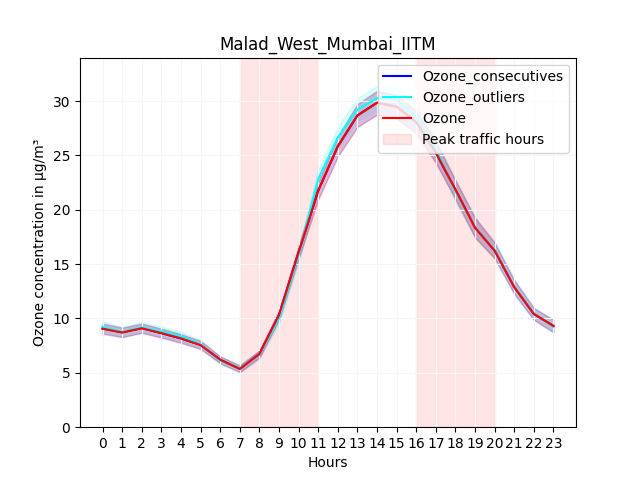 Malad_West_Mumbai_IITM
Ozone_consecutives
Ozone_outliers
Ozone
Peak traffic hours
Ozone concentration in µg/m³
30
25
20
15
10
5
0
0 1 2 3 4 5 6 7 8 9 10 11 12 13 14 15 16 17 18 19 20 21 22 23
Hours